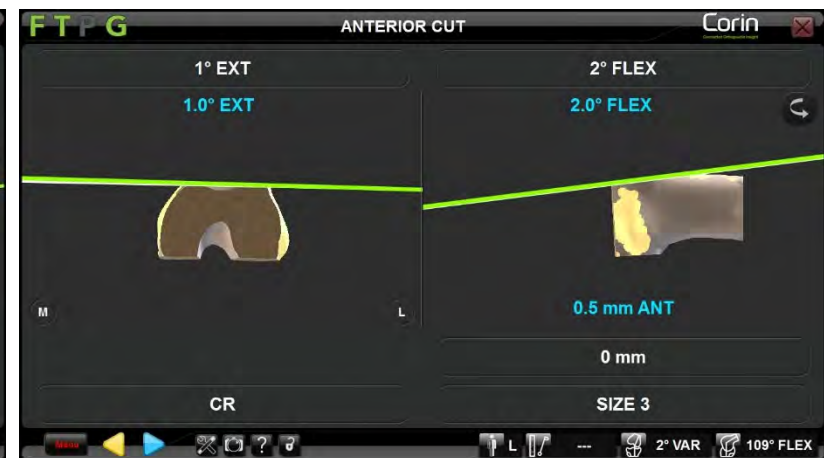 F T P G
ANTERIOR CUT
Corin
1° EXT
2° FLEX
1.0° EXT
2.0° FLEX
M
L
0.5 mm ANT
0 mm
CR
SIZE 3
Menu
?
L
---
2° VAR
109° FLEX